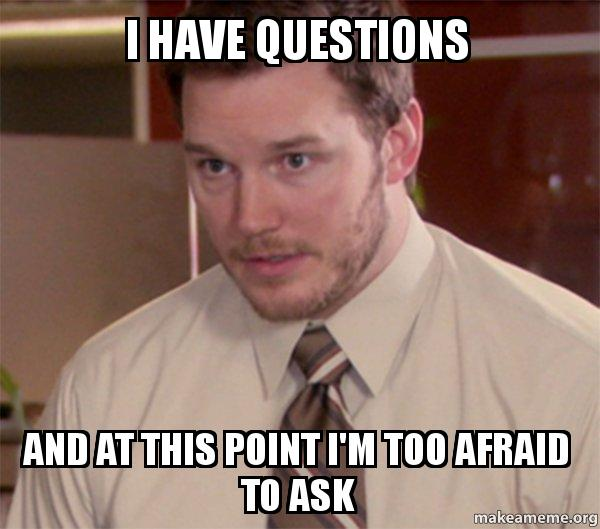 I HAVE QUESTIONS
AND AT THIS POINT I'M TOO AFRAID
TO ASK
makeameme.org